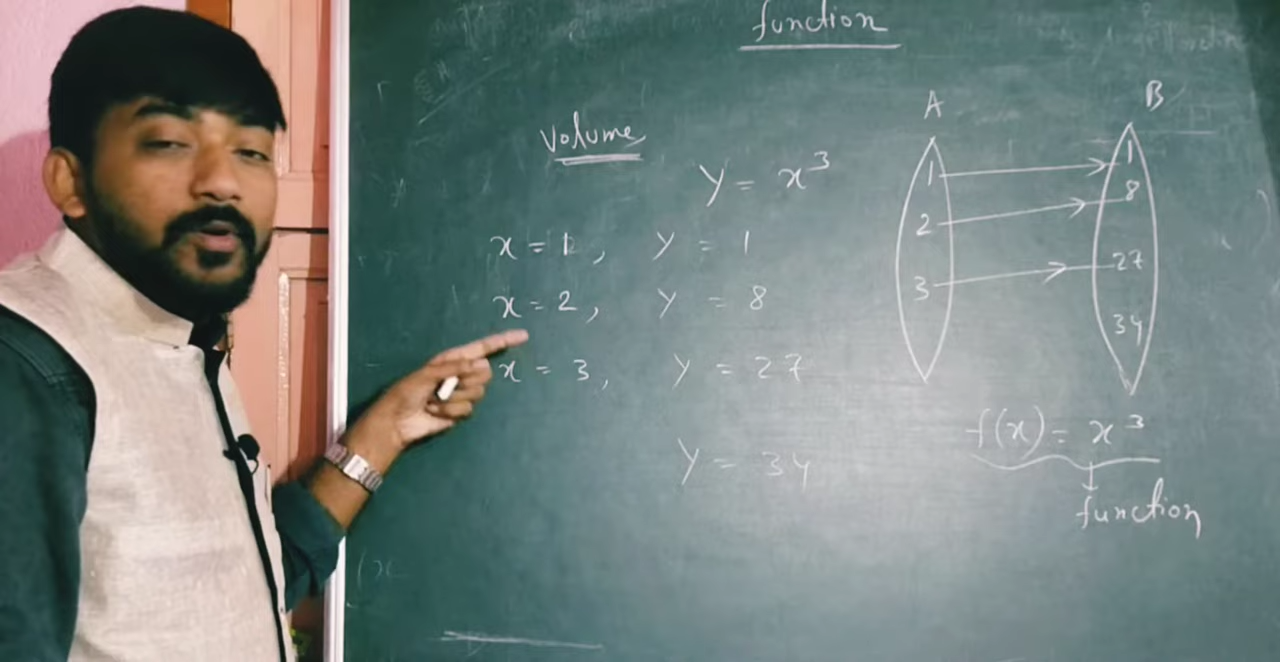 function
Volume
y = x³
x = 1, y = 1
x = 2, y = 8
x = 3, y = 27
y = 34
A
1
2
3
B
1
8
27
34
f(x) = x³
function